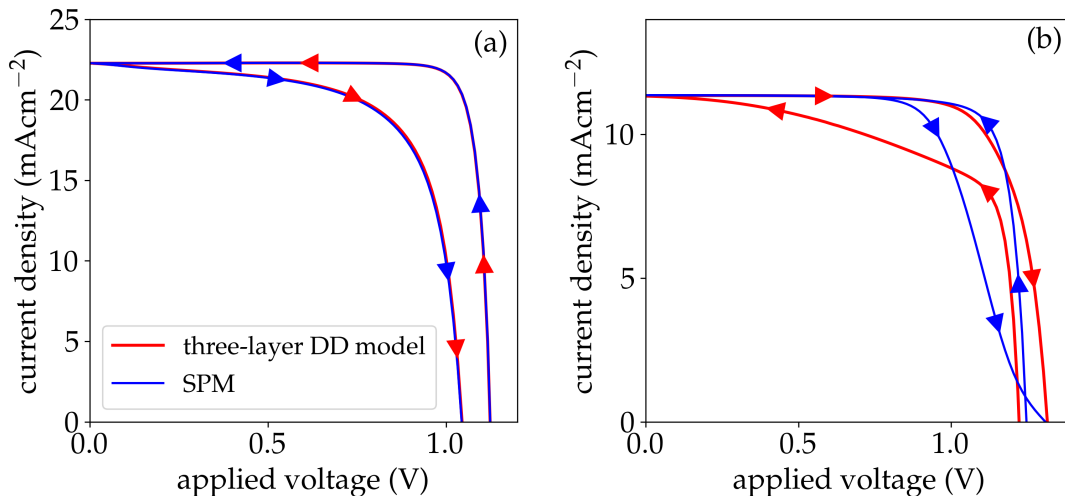 (a)
current density (mAcm−2)
25
20
15
10
5
0
three-layer DD model
SPM
0.0
0.5
1.0
applied voltage (V)
(b)
current density (mAcm−2)
10
5
0
0.0
0.5
1.0
applied voltage (V)